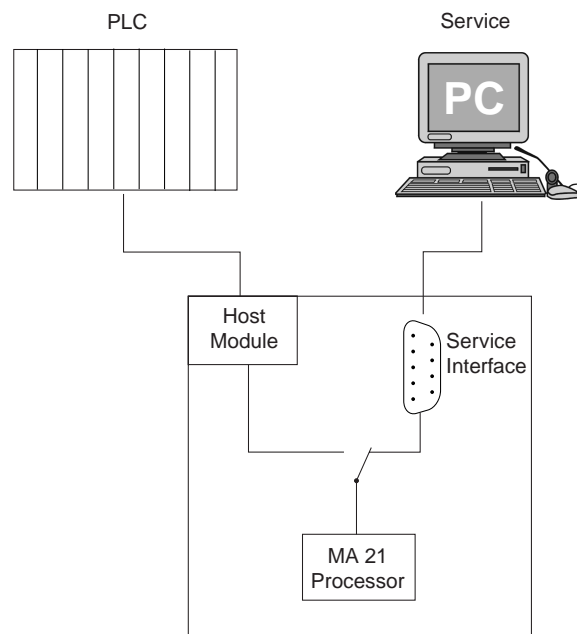 PLC
Service
PC
Host
Module
Service
Interface
MA 21
Processor